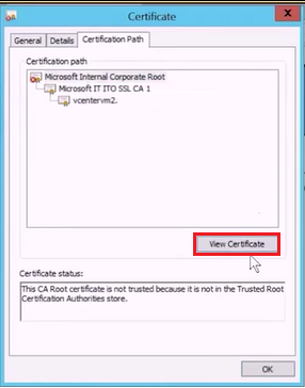 Certificate
General Details Certification Path
Certification path
Microsoft Internal Corporate Root
Microsoft IT ITO SSL CA 1
vcentervm2.
View Certificate
Certificate status:
This CA Root certificate is not trusted because it is not in the Trusted Root
Certification Authorities store.
OK